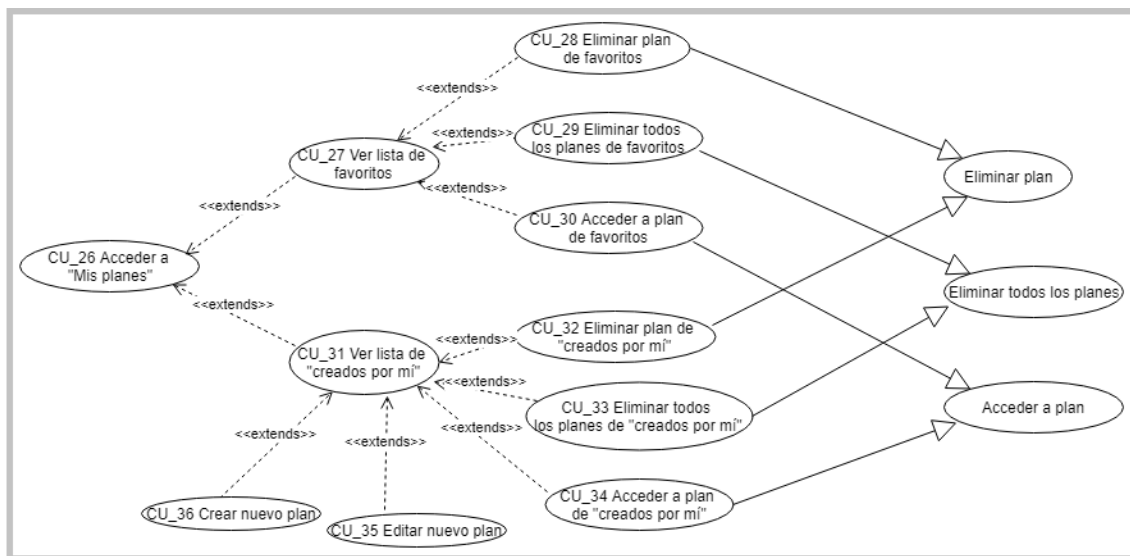 CU_28 Eliminar plan
de favoritos
<<extends>>
CU_29 Eliminar todos
los planes de favoritos
<<extends>>
CU_27 Ver lista de
favoritos
Eliminar plan
<<extends>>
CU_30 Acceder a plan
de favoritos
<<extends>>
CU_26 Acceder a
"Mis planes"
Eliminar todos los planes
<<extends>>
CU_32 Eliminar plan de
"creados por mí"
<<extends>>
CU_31 Ver lista de
"creados por mí"
<<extends>>
CU_33 Eliminar todos
los planes de "creados por mí"
Acceder a plan
<<extends>>
<<extends>>
<<extends>>
CU_34 Acceder a plan
de "creados por mí"
CU_36 Crear nuevo plan
CU_35 Editar nuevo plan